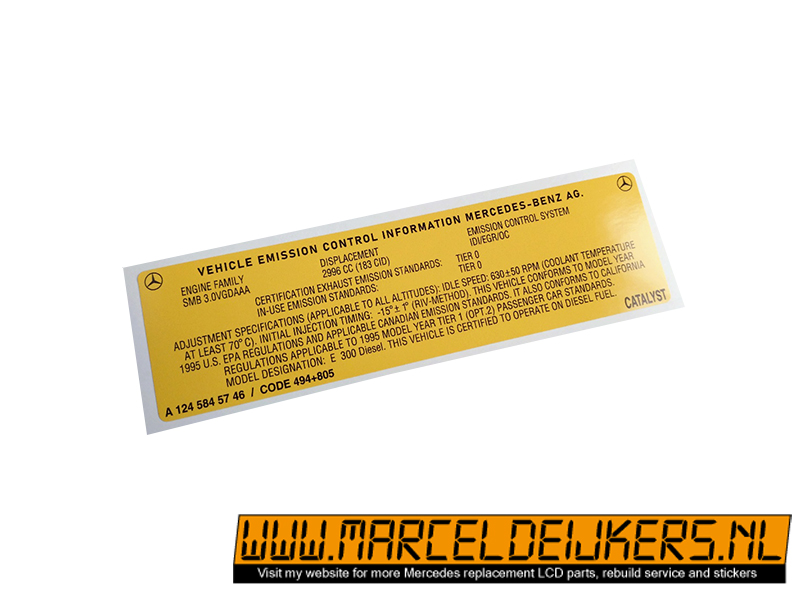 VEHICLE EMISSION CONTROL INFORMATION MERCEDES-BENZ AG.
ENGINE FAMILY DISPLACEMENT EMISSION CONTROL SYSTEM
SMB 3.0VGDAAA 2996 CC (183 CID) IDI/EGR/OC
CERTIFICATION EXHAUST EMISSION STANDARDS: TIER 0
IN-USE EMISSION STANDARDS: TIER 0
ADJUSTMENT SPECIFICATIONS (APPLICABLE TO ALL ALTITUDES): IDLE SPEED: 630±50 RPM (COOLANT TEMPERATURE
AT LEAST 70°C). INITIAL INJECTION TIMING: -15°± 1° (RIV-METHOD). THIS VEHICLE CONFORMS TO MODEL YEAR
1995 U.S. EPA REGULATIONS AND APPLICABLE CANADIAN EMISSION STANDARDS. IT ALSO CONFORMS TO CALIFORNIA
REGULATIONS APPLICABLE TO 1995 MODEL YEAR TIER 1 (OPT.2) PASSENGER CAR STANDARDS.
MODEL DESIGNATION: E 300 Diesel. THIS VEHICLE IS CERTIFIED TO OPERATE ON DIESEL FUEL.
CATALYST
A 124 584 57 46 / CODE 494+805
WWW.MARCELDEIJKERS.NL
Visit my website for more Mercedes replacement LCD parts, rebuild service and stickers